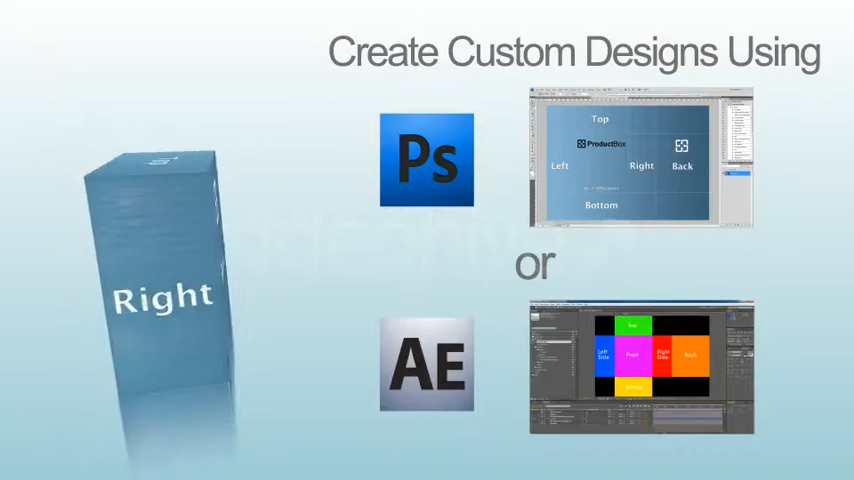 Create Custom Designs Using
Ps
Top
ProductBox
Left
Right
Back
Bottom
Right
or
AE
Top
Left
Side
Front
Right
Side
Back